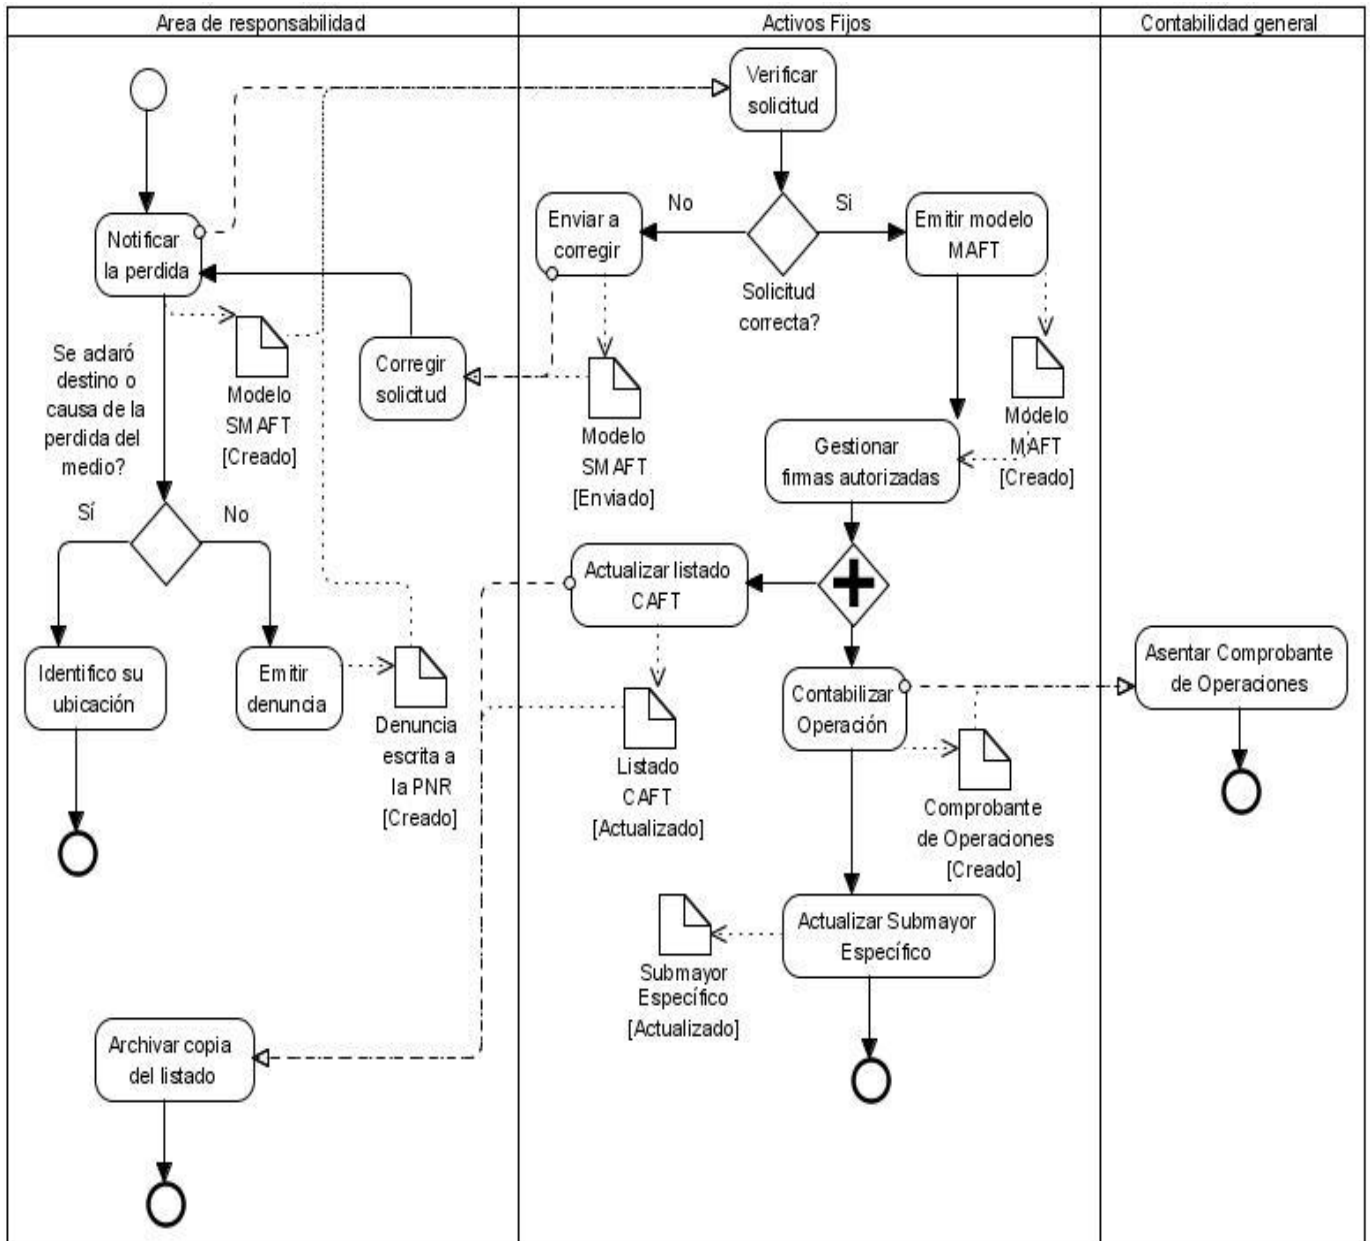 Area de responsabilidad
Activos Fijos
Contabilidad general
Verificar
solicitud
Notificar
la perdida
Enviar a
corregir
No
Si
Emitir modelo
MAFT
Solicitud
correcta?
Se aclaró
destino o
causa de la
perdida del
medio?
Modelo
SMAFT
[Creado]
Corregir
solicitud
Modelo
SMAFT
[Enviado]
Modelo
MAFT
[Creado]
Gestionar
firmas autorizadas
Sí
No
Actualizar listado
CAFT
Identifico su
ubicación
Emitir
denuncia
Denuncia
escrita a
la PNR
[Creado]
Listado
CAFT
[Actualizado]
Contabilizar
Operación
Asentar Comprobante
de Operaciones
Comprobante
de Operaciones
[Creado]
Actualizar Submayor
Específico
Submayor
Específico
[Actualizado]
Archivar copia
del listado